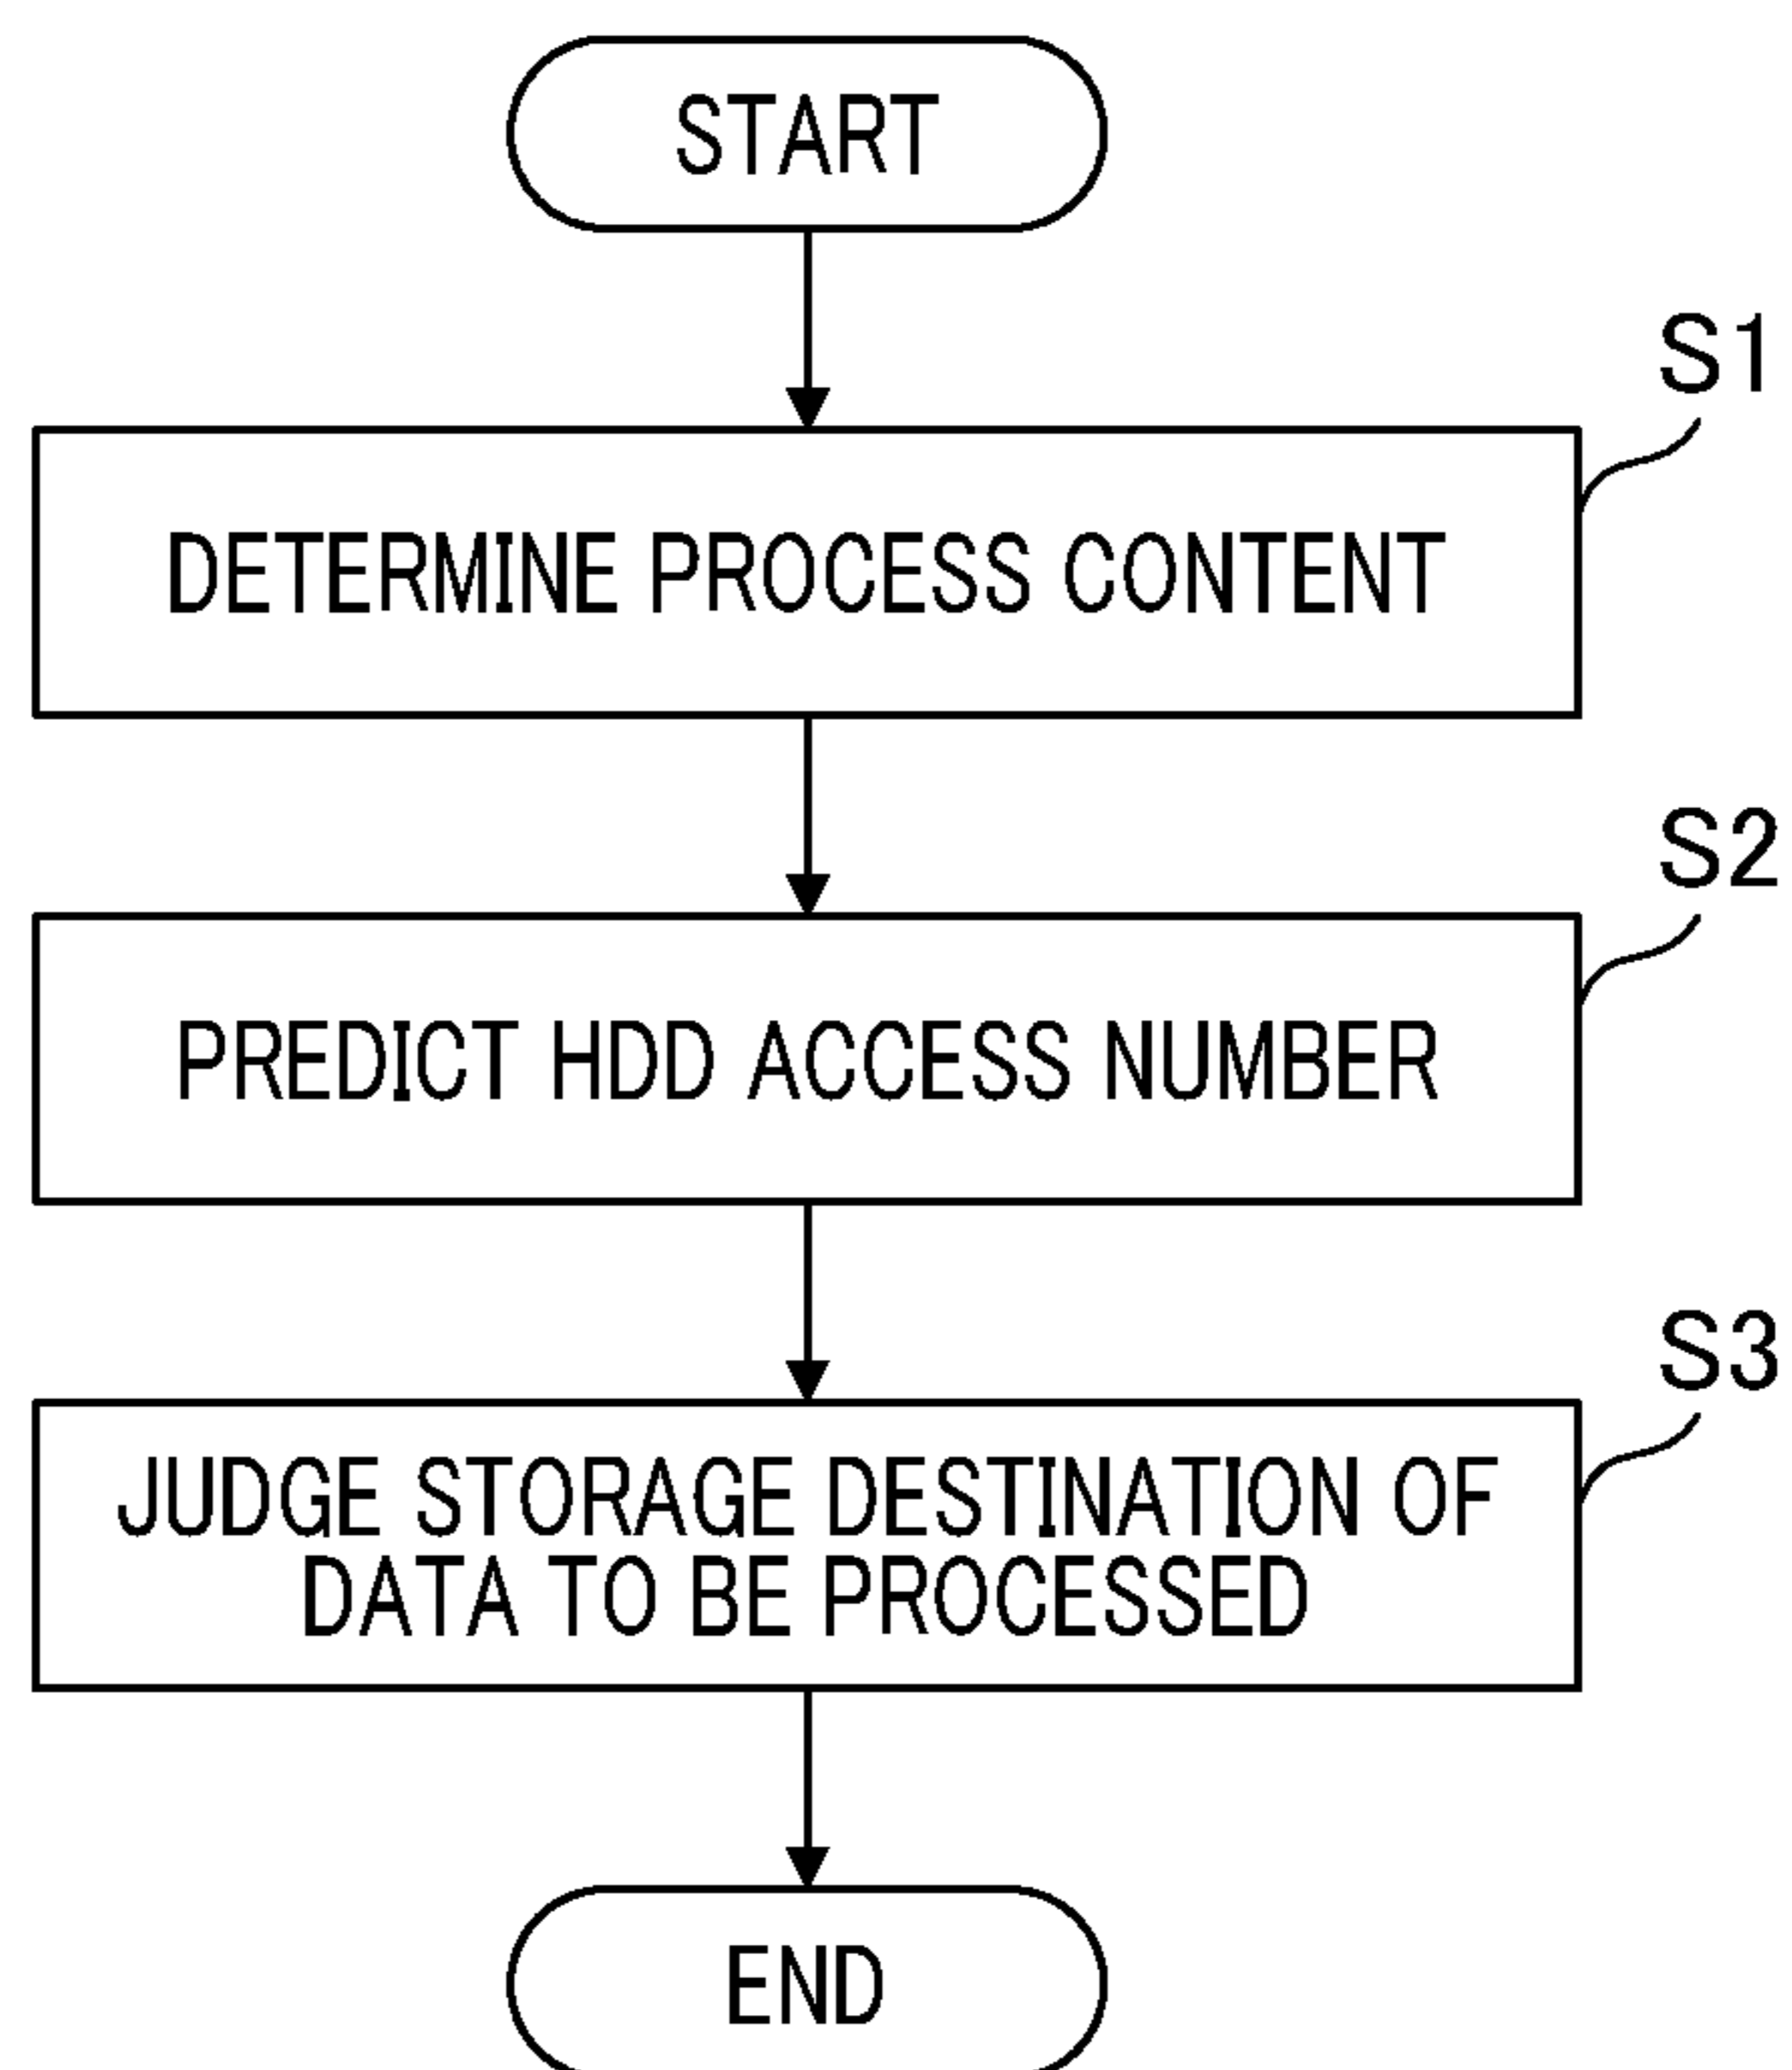 START
S1
DETERMINE PROCESS CONTENT
S2
PREDICT HDD ACCESS NUMBER
S3
JUDGE STORAGE DESTINATION OF
DATA TO BE PROCESSED
END